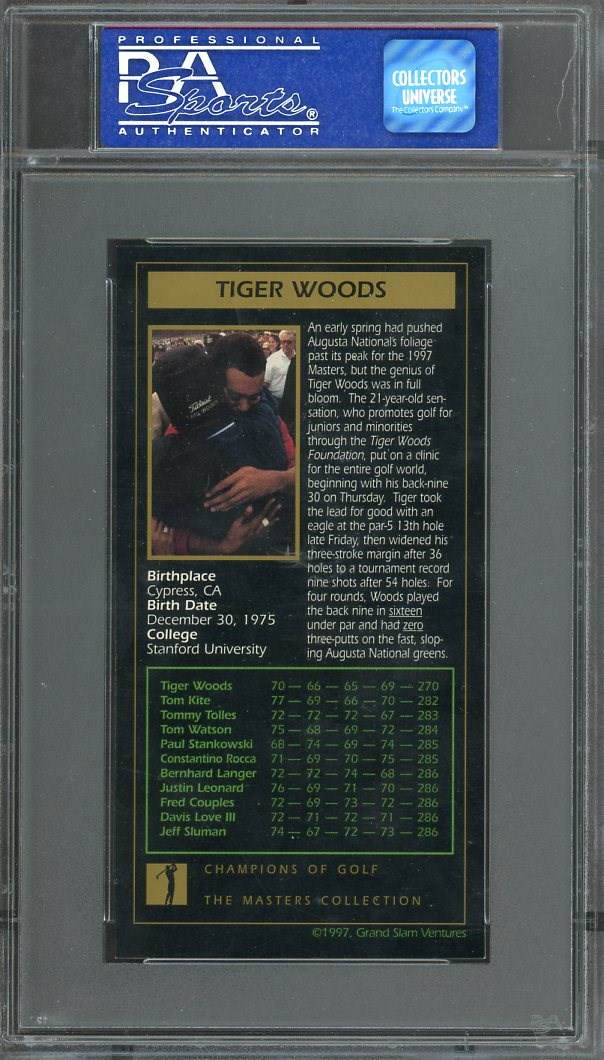 PROFESSIONAL
PSA
Sports®
AUTHENTICATOR
COLLECTORS
UNIVERSE
The Collectors Company™
TIGER WOODS
Titleist
An early spring had pushed
Augusta National's foliage
past its peak for the 1997
Masters, but the genius of
Tiger Woods was in full
bloom. The 21-year-old sen-
sation, who promotes golf for
juniors and minorities
through the Tiger Woods
Foundation, put on a clinic
for the entire golf world,
beginning with his back-nine
30 on Thursday. Tiger took
the lead for good with an
eagle at the par-5 13th hole
late Friday, then widened his
three-stroke margin after 36
holes to a tournament record
nine shots after 54 holes. For
four rounds, Woods played
the back nine in sixteen
under par and had zero
three-putts on the fast, slop-
ing Augusta National greens.
Birthplace
Cypress, CA
Birth Date
December 30, 1975
College
Stanford University
Tiger Woods 70 — 66 — 65 — 69 — 270
Tom Kite 77 — 69 — 66 — 70 — 282
Tommy Tolles 72 — 72 — 72 — 67 — 283
Tom Watson 75 — 68 — 69 — 72 — 284
Paul Stankowski 68 — 74 — 69 — 74 — 285
Constantino Rocca 71 — 69 — 70 — 75 — 285
Bernhard Langer 72 — 72 — 74 — 68 — 286
Justin Leonard 76 — 69 — 71 — 70 — 286
Fred Couples 72 — 69 — 73 — 72 — 286
Davis Love III 72 — 71 — 72 — 71 — 286
Jeff Sluman 74 — 67 — 72 — 73 — 286
CHAMPIONS OF GOLF
THE MASTERS COLLECTION
©1997, Grand Slam Ventures